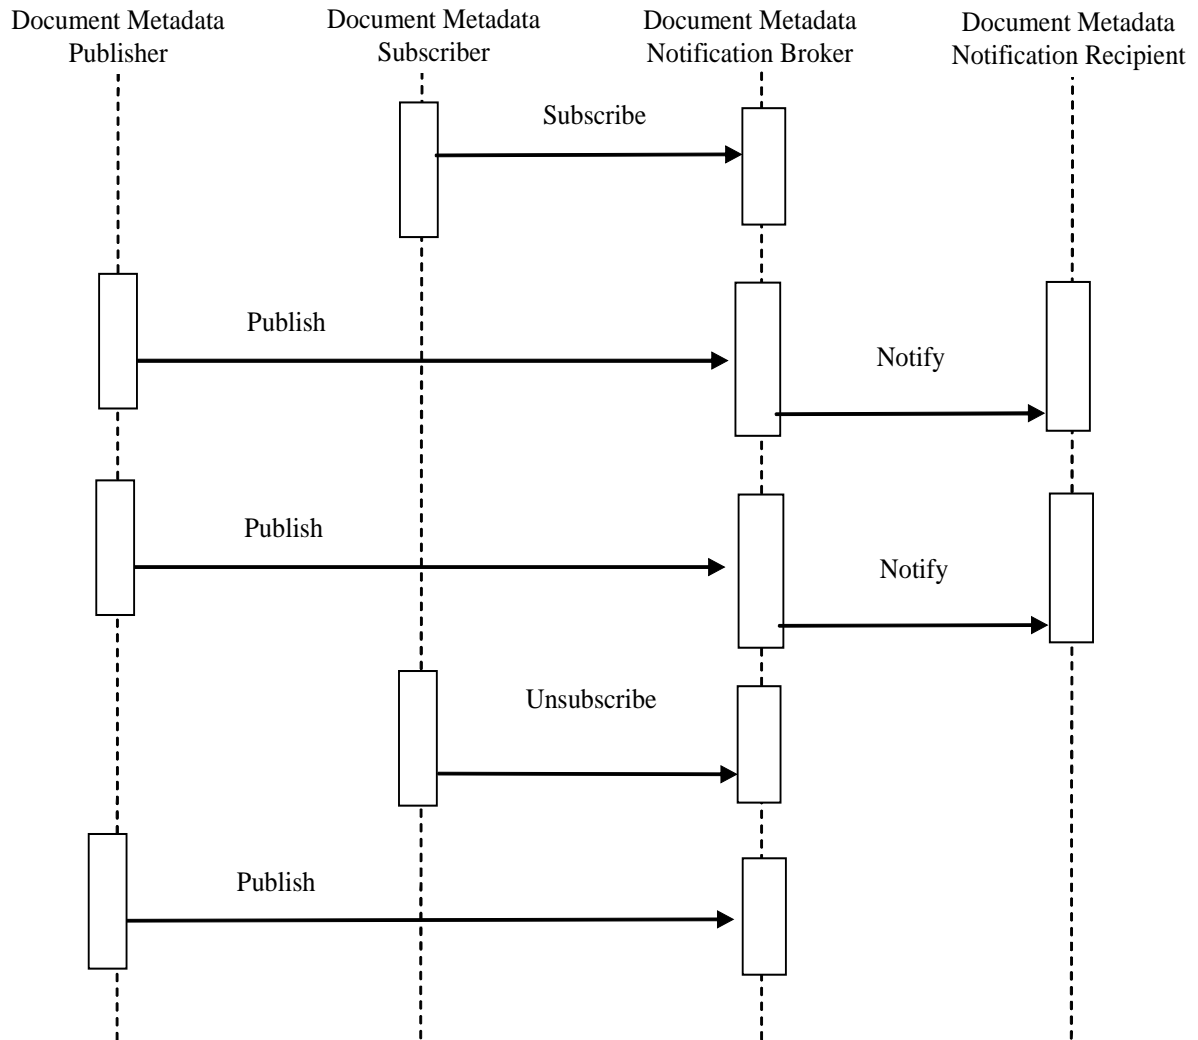 Document Metadata
Publisher
Document Metadata
Subscriber
Document Metadata
Notification Broker
Document Metadata
Notification Recipient
Subscribe
Publish
Notify
Publish
Notify
Unsubscribe
Publish